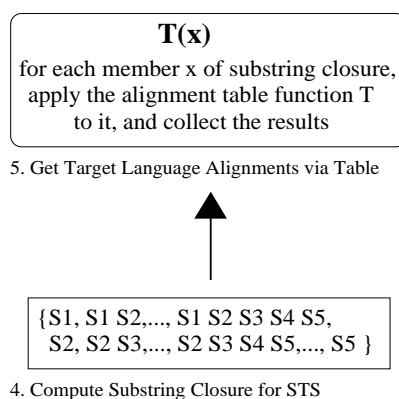 T(x)
for each member x of substring closure,
apply the alignment table function T
to it, and collect the results
5. Get Target Language Alignments via Table
{S1, S1 S2,..., S1 S2 S3 S4 S5,
S2, S2 S3,..., S2 S3 S4 S5,..., S5 }
4. Compute Substring Closure for STS